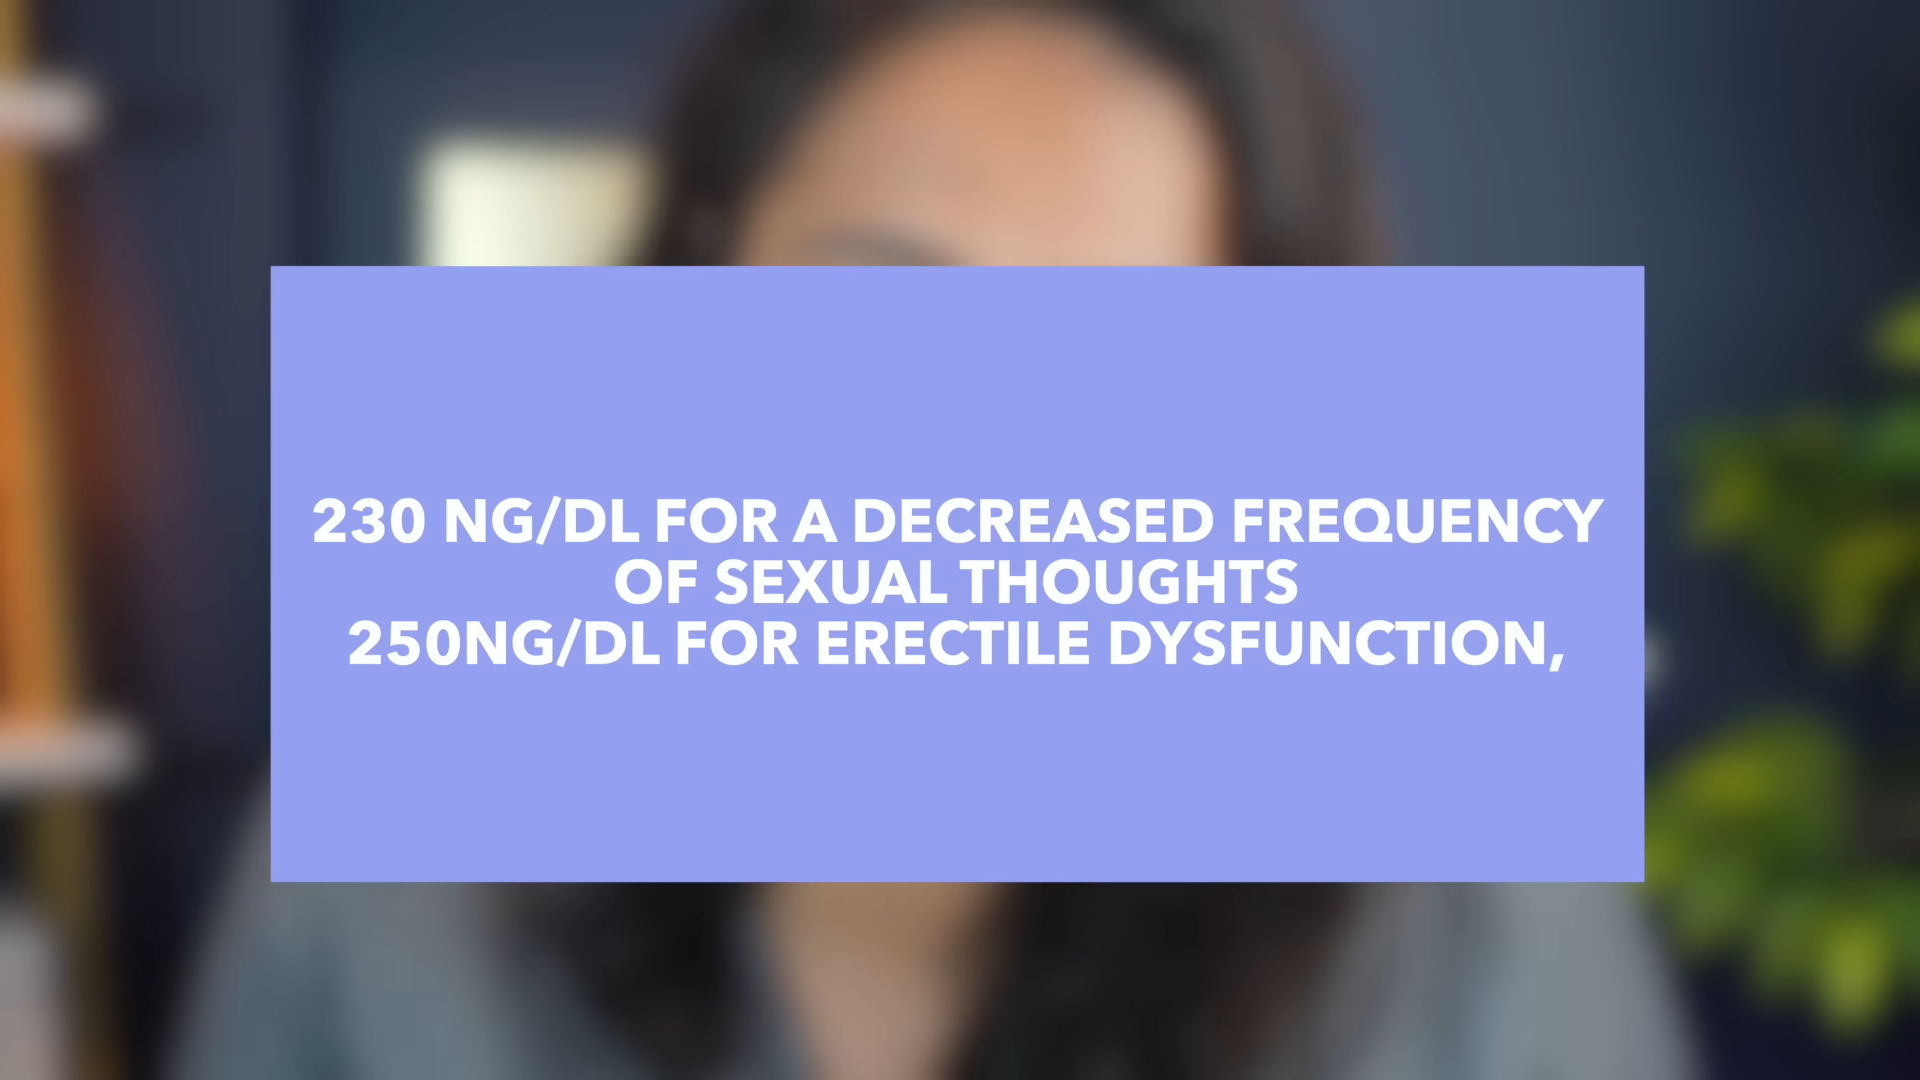 230 NG/DL FOR A DECREASED FREQUENCY
OF SEXUAL THOUGHTS
250NG/DL FOR ERECTILE DYSFUNCTION,